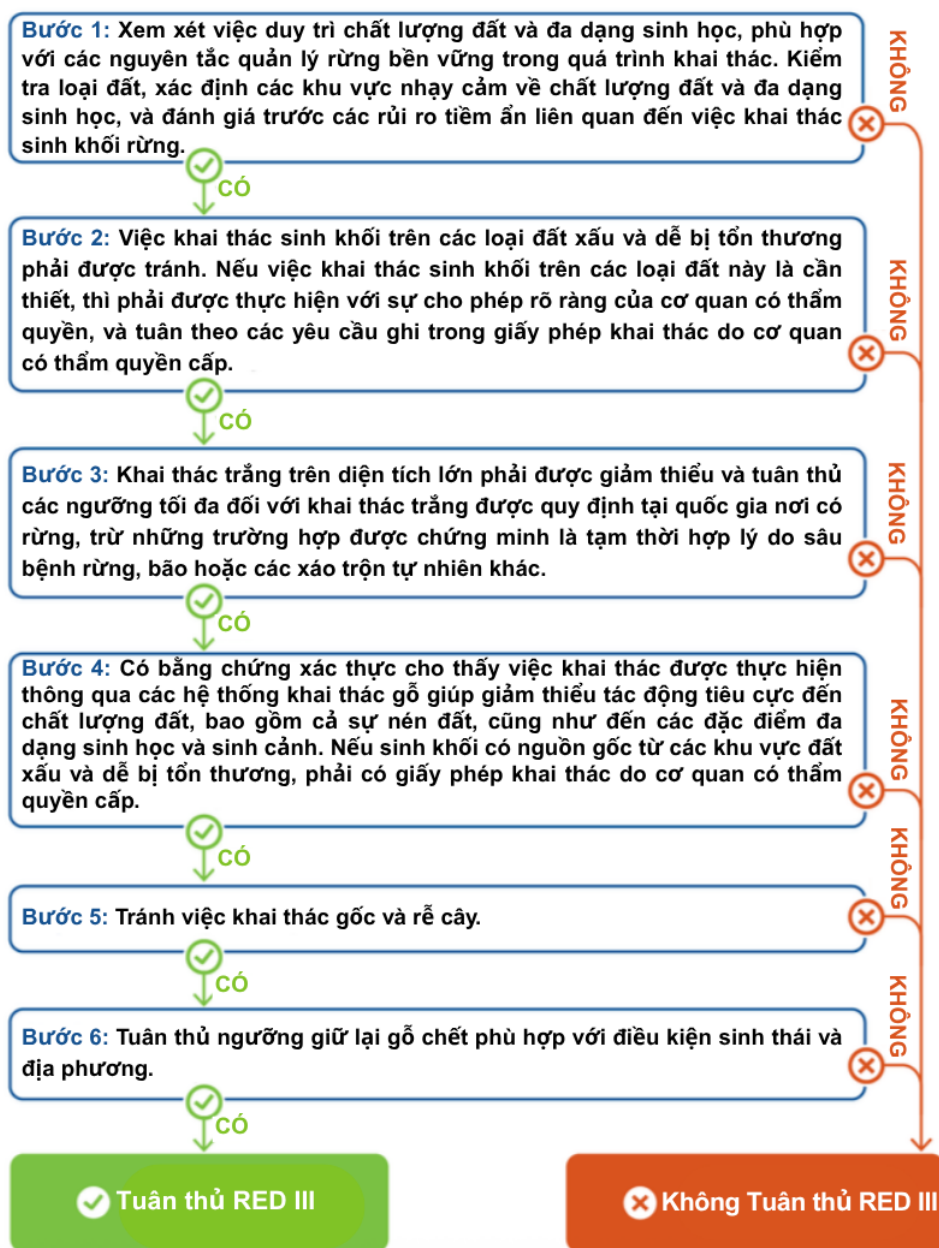 Bước 1: Xem xét việc duy trì chất lượng đất và đa dạng sinh học, phù hợp
với các nguyên tắc quản lý rừng bền vững trong quá trình khai thác. Kiểm
tra loại đất, xác định các khu vực nhạy cảm về chất lượng đất và đa dạng
sinh học, và đánh giá trước các rủi ro tiềm ẩn liên quan đến việc khai thác
sinh khối rừng.
KHÔNG
CÓ
Bước 2: Việc khai thác sinh khối trên các loại đất xấu và dễ bị tổn thương
phải được tránh. Nếu việc khai thác sinh khối trên các loại đất này là cần
thiết, thì phải được thực hiện với sự cho phép rõ ràng của cơ quan có thẩm
quyền, và tuân theo các yêu cầu ghi trong giấy phép khai thác do cơ quan
có thẩm quyền cấp.
KHÔNG
CÓ
Bước 3: Khai thác trắng trên diện tích lớn phải được giảm thiểu và tuân thủ
các ngưỡng tối đa đối với khai thác trắng được quy định tại quốc gia nơi có
rừng, trừ những trường hợp được chứng minh là tạm thời hợp lý do sâu
bệnh rừng, bão hoặc các xáo trộn tự nhiên khác.
KHÔNG
CÓ
Bước 4: Có bằng chứng xác thực cho thấy việc khai thác được thực hiện
thông qua các hệ thống khai thác gỗ giúp giảm thiểu tác động tiêu cực đến
chất lượng đất, bao gồm cả sự nén đất, cũng như đến các đặc điểm đa
dạng sinh học và sinh cảnh. Nếu sinh khối có nguồn gốc từ các khu vực đất
xấu và dễ bị tổn thương, phải có giấy phép khai thác do cơ quan có thẩm
quyền cấp.
KHÔNG
CÓ
Bước 5: Tránh việc khai thác gốc và rễ cây.
KHÔNG
CÓ
Bước 6: Tuân thủ ngưỡng giữ lại gỗ chết phù hợp với điều kiện sinh thái và
địa phương.
KHÔNG
CÓ
Tuân thủ RED III
Không Tuân thủ RED III